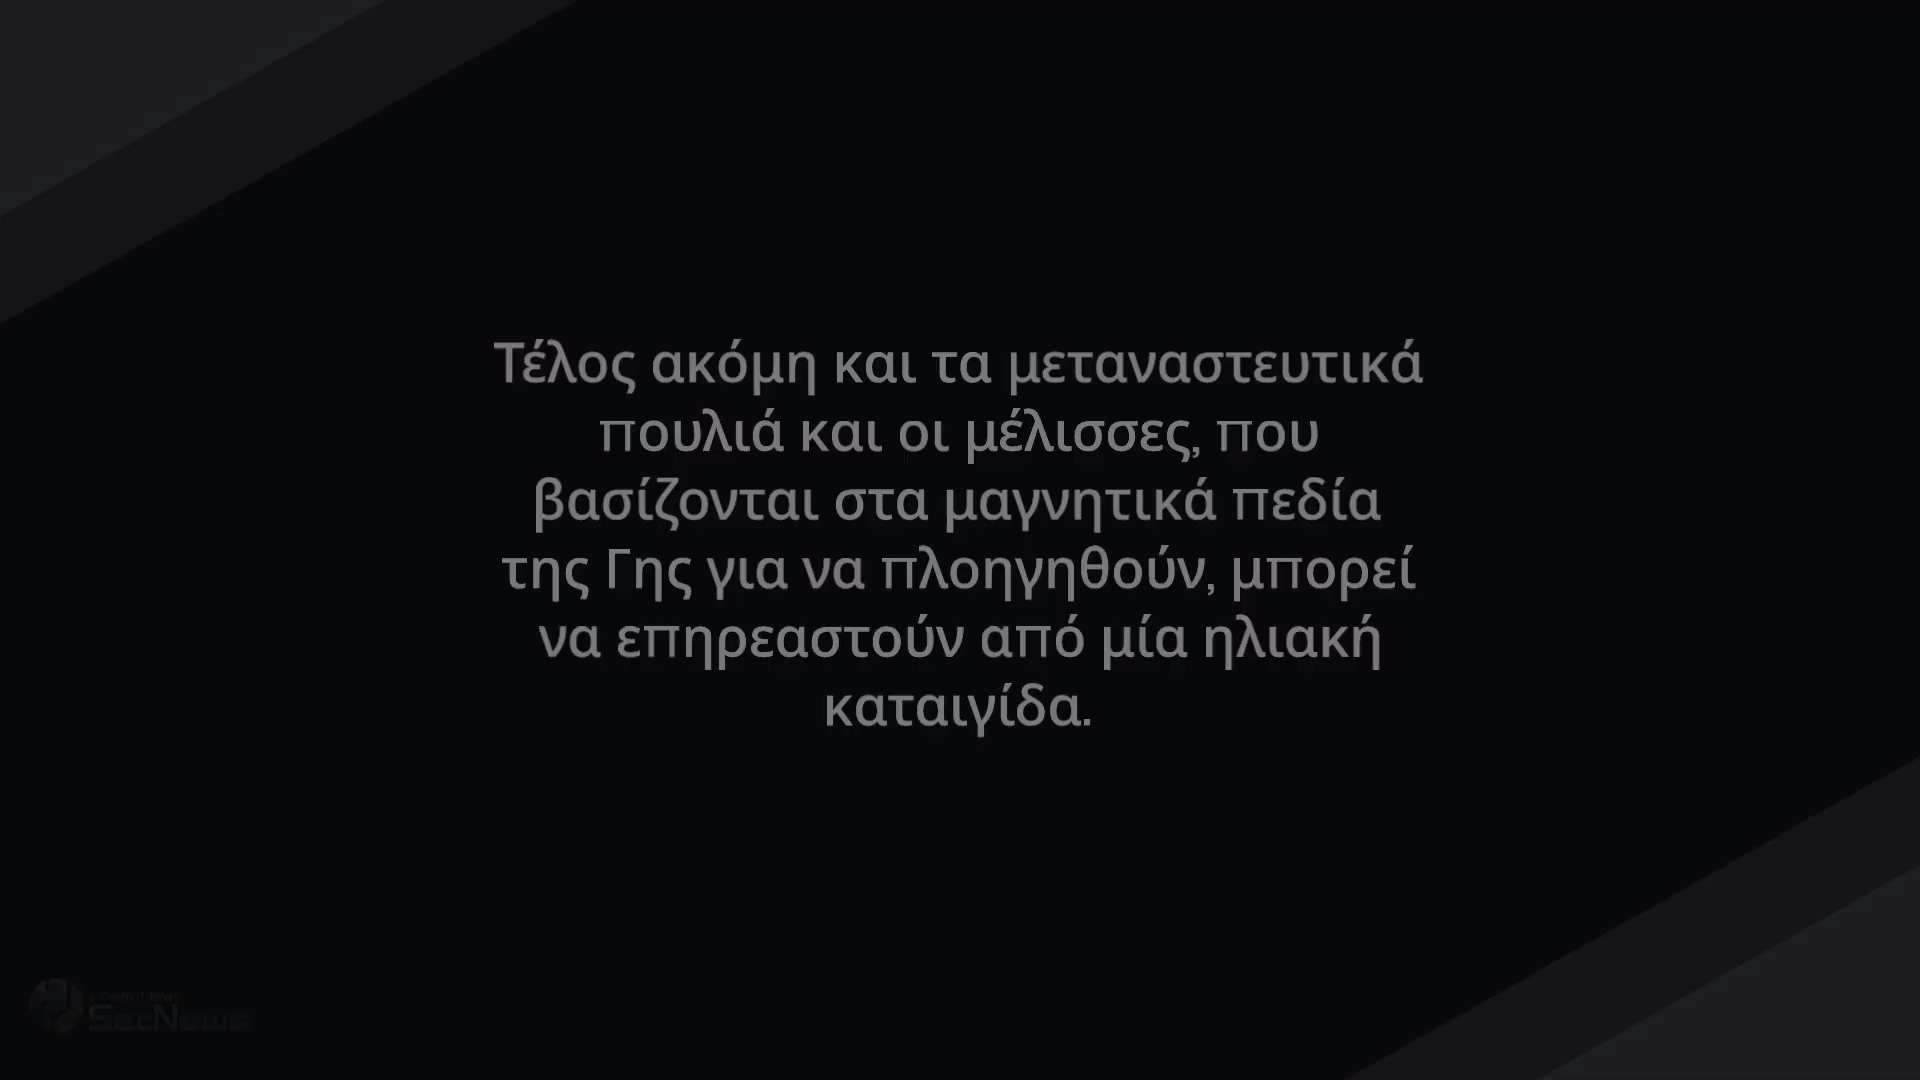 Τέλος ακόμη και τα μεταναστευτικά
πουλιά και οι μέλισσες, που
βασίζονται στα μαγνητικά πεδία
της Γης για να πλοηγηθούν, μπορεί
να επηρεαστούν από μία ηλιακή
καταιγίδα.
SecNews